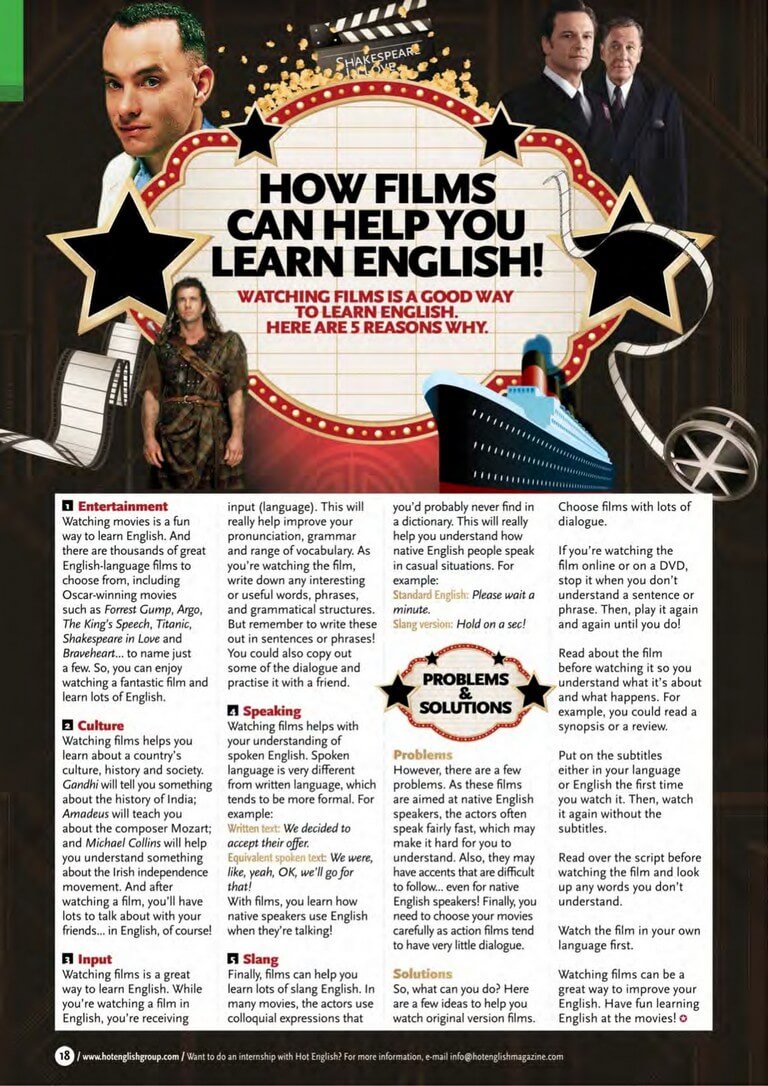 SHAKESPEARE
IN LOVE
HOW FILMS
CAN HELP YOU
LEARN ENGLISH!
WATCHING FILMS IS A GOOD WAY
TO LEARN ENGLISH.
HERE ARE 5 REASONS WHY.
1 Entertainment
Watching movies is a fun
way to learn English. And
there are thousands of great
English-language films to
choose from, including
Oscar-winning movies
such as Forrest Gump, Argo,
The King's Speech, Titanic,
Shakespeare in Love and
Braveheart... to name just
a few. So, you can enjoy
watching a fantastic film and
learn lots of English.
2 Culture
Watching films helps you
learn about a country's
culture, history and society.
Gandhi will tell you something
about the history of India;
Amadeus will teach you
about the composer Mozart;
and Michael Collins will help
you understand something
about the Irish independence
movement. And after
watching a film, you'll have
lots to talk about with your
friends... in English, of course!
3 Input
Watching films is a great
way to learn English. While
you're watching a film in
English, you're receiving
input (language). This will
really help improve your
pronunciation, grammar
and range of vocabulary. As
you're watching the film,
write down any interesting
or useful words, phrases,
and grammatical structures.
But remember to write these
out in sentences or phrases!
You could also copy out
some of the dialogue and
practise it with a friend.
4 Speaking
Watching films helps with
your understanding of
spoken English. Spoken
language is very different
from written language, which
tends to be more formal. For
example:
Written text: We decided to
accept their offer.
Equivalent spoken text: We were,
like, yeah, OK, we'll go for
that!
With films, you learn how
native speakers use English
when they're talking!
5 Slang
Finally, films can help you
learn lots of slang English. In
many movies, the actors use
colloquial expressions that
you'd probably never find in
a dictionary. This will really
help you understand how
native English people speak
in casual situations. For
example:
Standard English: Please wait a
minute.
Slang version: Hold on a sec!
PROBLEMS
&
SOLUTIONS
Problems
However, there are a few
problems. As these films
are aimed at native English
speakers, the actors often
speak fairly fast, which may
make it hard for you to
understand. Also, they may
have accents that are difficult
to follow... even for native
English speakers! Finally, you
need to choose your movies
carefully as action films tend
to have very little dialogue.
Solutions
So, what can you do? Here
are a few ideas to help you
watch original version films.
Choose films with lots of
dialogue.
If you're watching the
film online or on a DVD,
stop it when you don't
understand a sentence or
phrase. Then, play it again
and again until you do!
Read about the film
before watching it so you
understand what it's about
and what happens. For
example, you could read a
synopsis or a review.
Put on the subtitles
either in your language
or English the first time
you watch it. Then, watch
it again without the
subtitles.
Read over the script before
watching the film and look
up any words you don't
understand.
Watch the film in your own
language first.
Watching films can be a
great way to improve your
English. Have fun learning
English at the movies!
18 / www.hotenglishgroup.com / Want to do an internship with Hot English? For more information, e-mail info@hotenglishmagazine.com